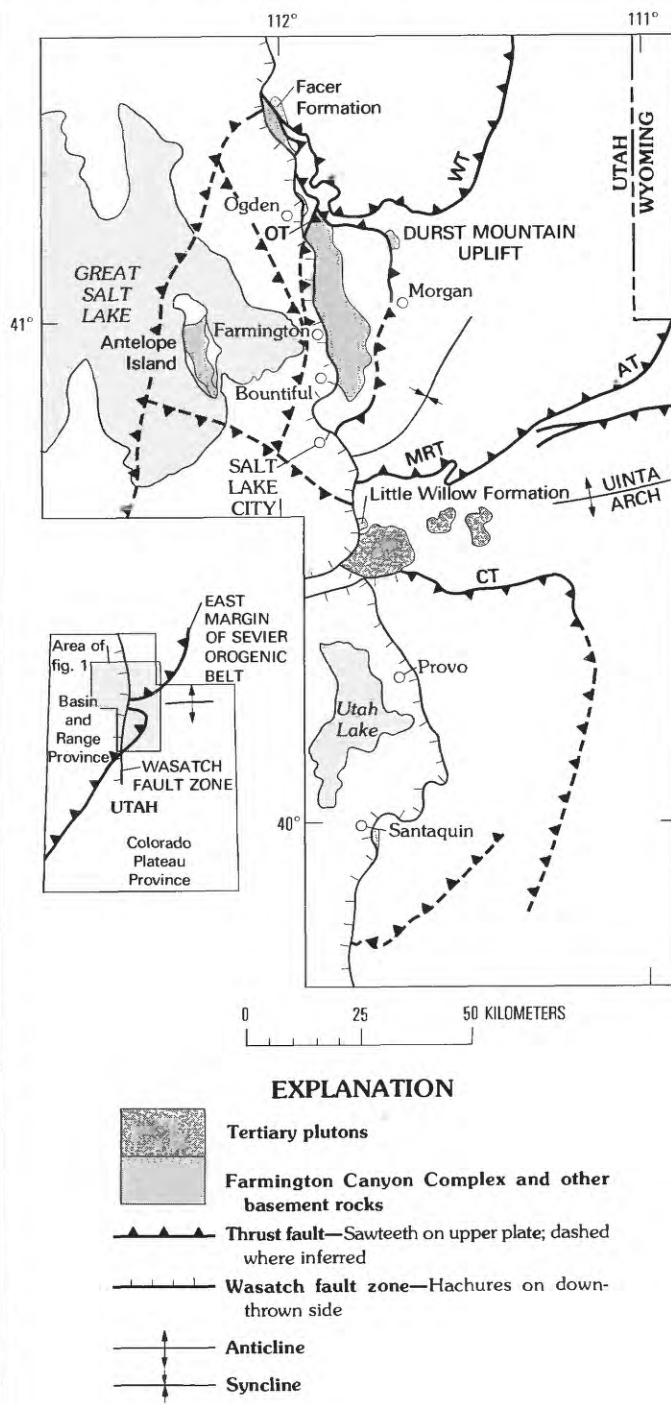 112°
111°
Facer
Formation
WT
UTAH
WYOMING
Ogden
OT
DURST MOUNTAIN
UPLIFT
GREAT
SALT
LAKE
Morgan
41°
Farmington
Antelope
Island
Bountiful
AT
SALT
LAKE
CITY
MRT
Little Willow Formation
UINTA
ARCH
CT
EAST
MARGIN
OF SEVIER
OROGENIC
BELT
Area of
fig. 1
Basin
and
Range
Province
WASATCH
FAULT ZONE
UTAH
Colorado
Plateau
Province
Provo
Utah
Lake
40°
Santaquin
0 25 50 KILOMETERS
EXPLANATION
Tertiary plutons
Farmington Canyon Complex and other
basement rocks
Thrust fault—Sawteeth on upper plate; dashed
where inferred
Wasatch fault zone—Hachures on down-
thrown side
Anticline
Syncline